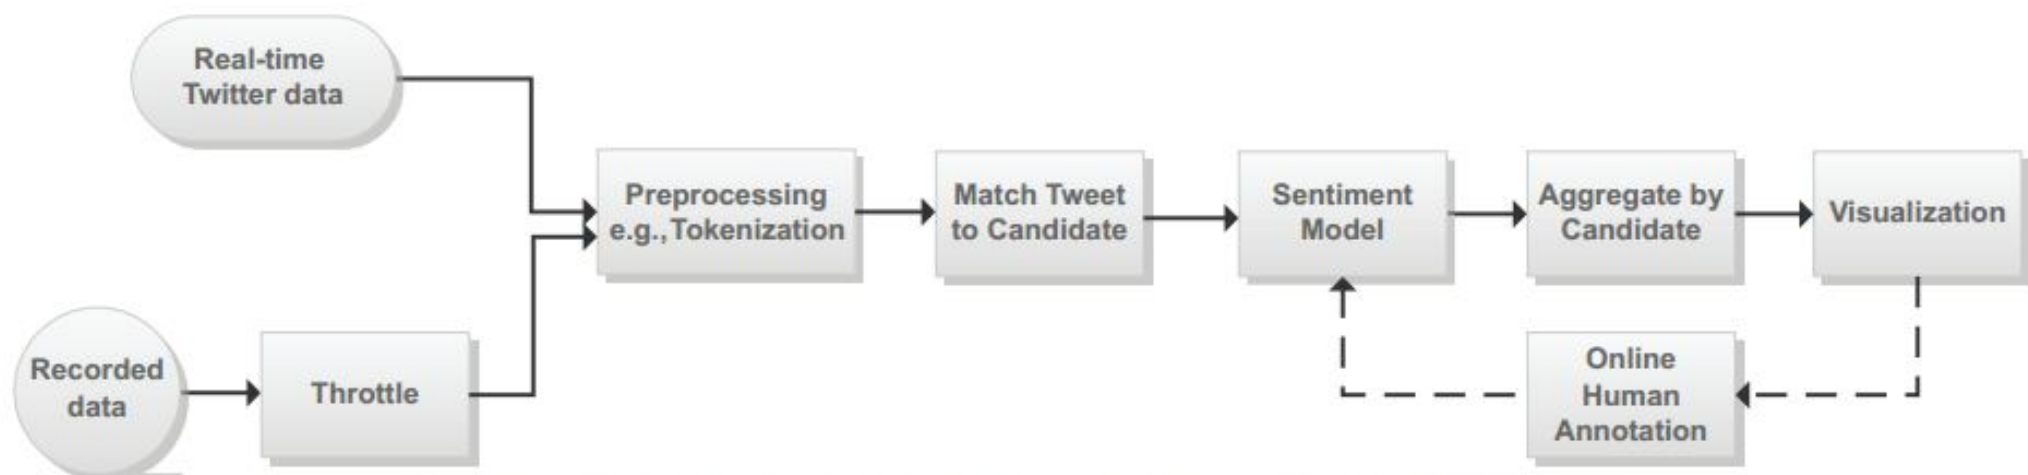 Real-time
Twitter data
Preprocessing
e.g., Tokenization
Match Tweet
to Candidate
Sentiment
Model
Aggregate by
Candidate
Visualization
Recorded
data
Throttle
Online
Human
Annotation